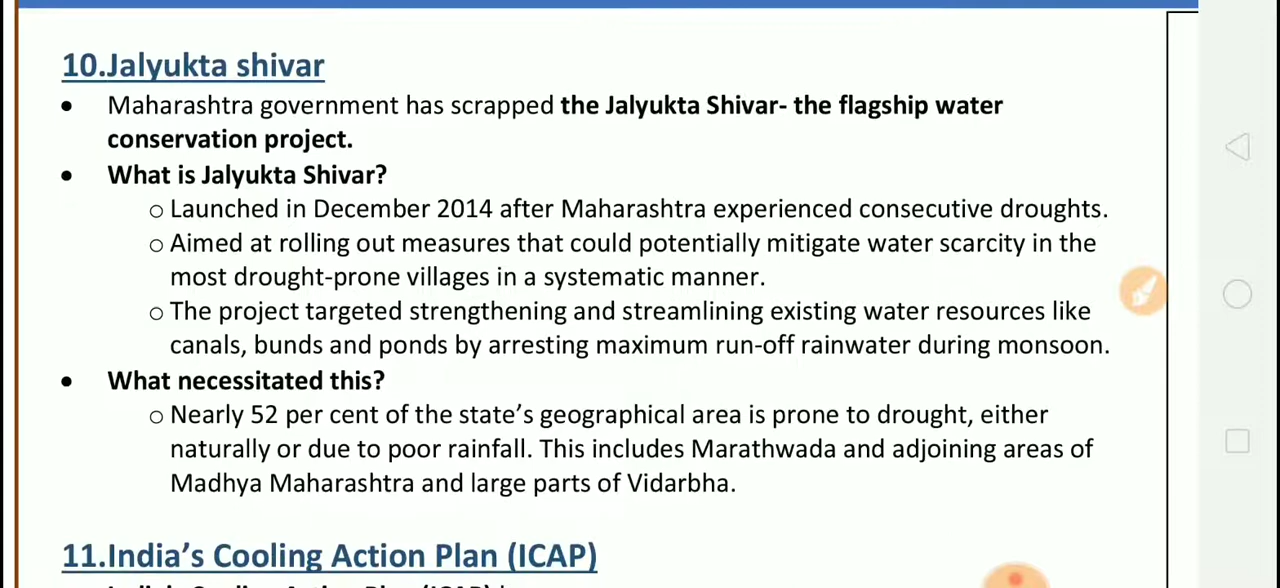 10.Jalyukta shivar
• Maharashtra government has scrapped the Jalyukta Shivar- the flagship water
conservation project.
• What is Jalyukta Shivar?
o Launched in December 2014 after Maharashtra experienced consecutive droughts.
o Aimed at rolling out measures that could potentially mitigate water scarcity in the
most drought-prone villages in a systematic manner.
o The project targeted strengthening and streamlining existing water resources like
canals, bunds and ponds by arresting maximum run-off rainwater during monsoon.
• What necessitated this?
o Nearly 52 per cent of the state’s geographical area is prone to drought, either
naturally or due to poor rainfall. This includes Marathwada and adjoining areas of
Madhya Maharashtra and large parts of Vidarbha.
11.India’s Cooling Action Plan (ICAP)